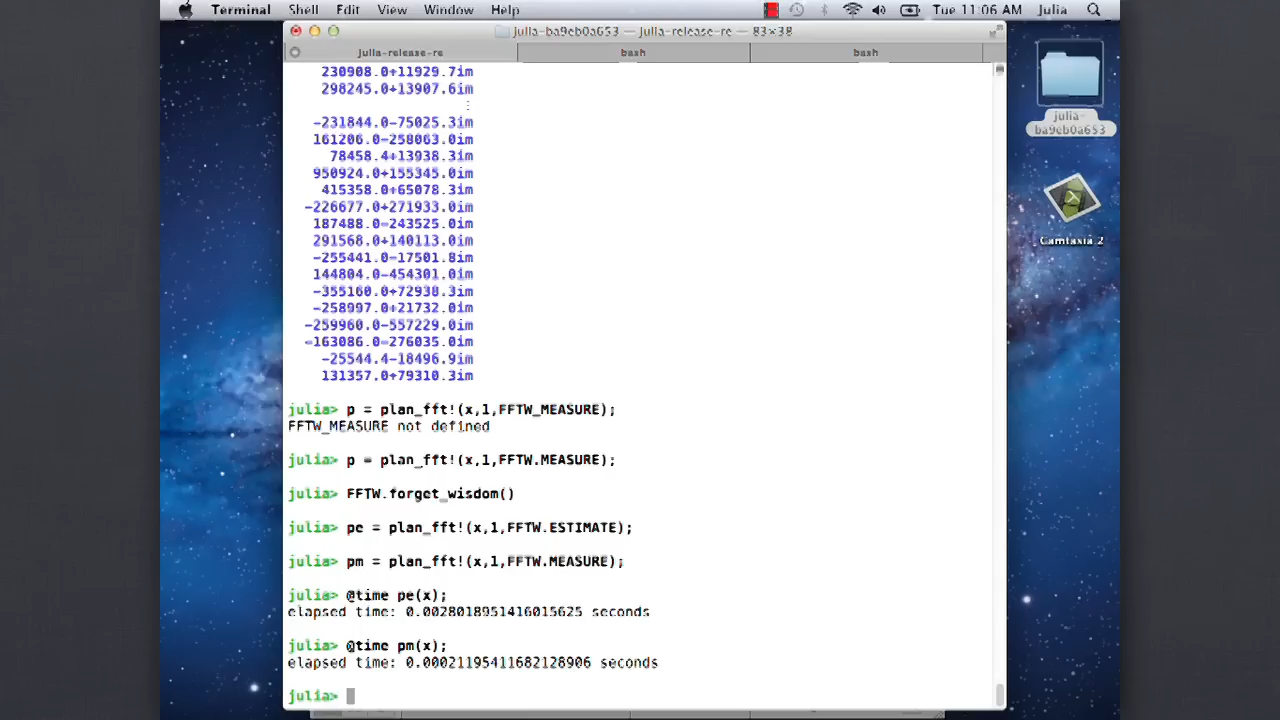 Terminal Shell Edit View Window Help Tue 11:06 AM Julia
julia-ba9eb0a653 — julia-release-re — 83×38
julia-release-re bash bash
230908.0+11929.7im
298245.0+13907.6im
⋮
-231844.0-75025.3im
161206.0-258063.0im
78458.4+13938.3im
950924.0+155345.0im
415358.0+65078.3im
-226677.0+271933.0im
187488.0-243525.0im
291568.0+140113.0im
-255441.0-17501.8im
144804.0-454301.0im
-355160.0+72938.3im
-258997.0+21732.0im
-259960.0-557229.0im
-163086.0-276035.0im
-25544.4-18496.9im
131357.0+79310.3im
julia> p = plan_fft!(x,1,FFTW_MEASURE);
FFTW_MEASURE not defined
julia> p = plan_fft!(x,1,FFTW.MEASURE);
julia> FFTW.forget_wisdom()
julia> pe = plan_fft!(x,1,FFTW.ESTIMATE);
julia> pm = plan_fft!(x,1,FFTW.MEASURE);
julia> @time pe(x);
elapsed time: 0.0028018951416015625 seconds
julia> @time pm(x);
elapsed time: 0.00021195411682128906 seconds
julia>
julia-
ba9eb0a653
Camtasia 2